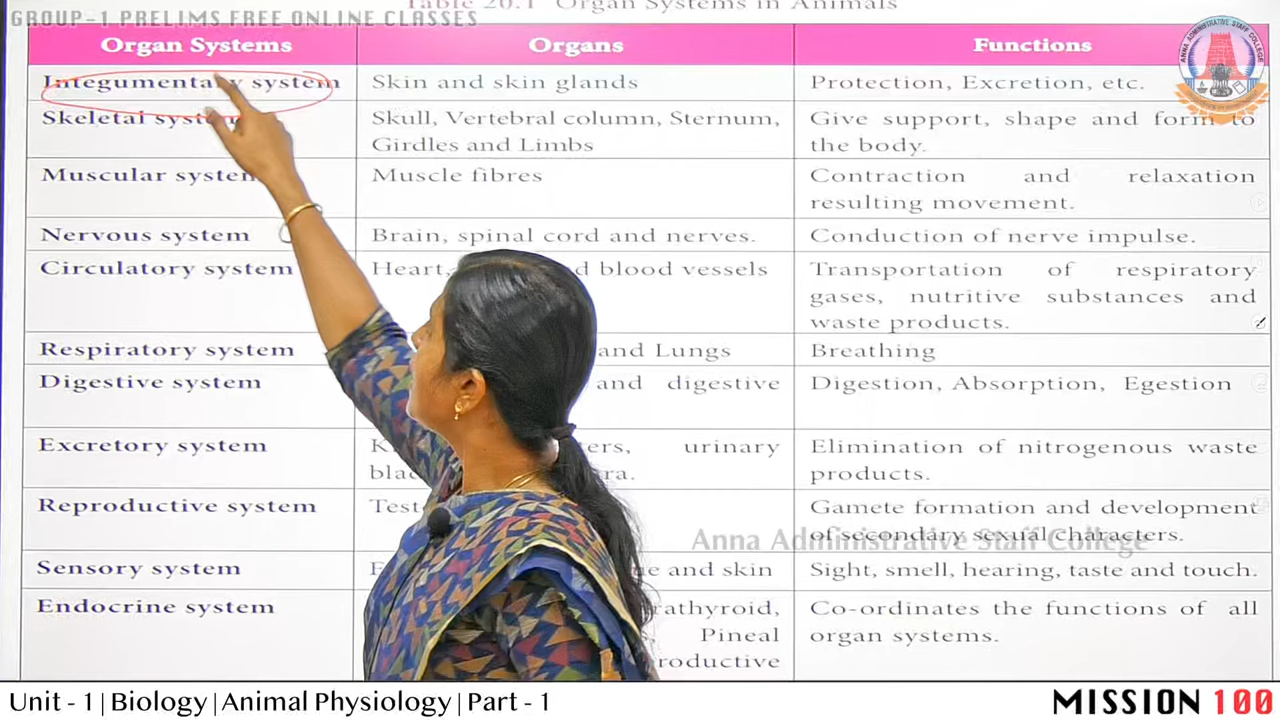 GROUP-1 PRELIMS FREE ONLINE CLASSES
Table 20.1 Organ Systems in Animals
Organ Systems Organs Functions
Integumentary system Skin and skin glands Protection, Excretion, etc.
Skeletal system Skull, Vertebral column, Sternum, Give support, shape and form to
Girdles and Limbs the body.
Muscular system Muscle fibres Contraction and relaxation
resulting movement.
Nervous system Brain, spinal cord and nerves. Conduction of nerve impulse.
Circulatory system Heart, blood vessels Transportation of respiratory
gases, nutritive substances and
waste products.
Respiratory system and Lungs Breathing
Digestive system and digestive Digestion, Absorption, Egestion
Excretory system urinary Elimination of nitrogenous waste
products.
Reproductive system Gamete formation and development
of secondary sexual characters.
Anna Administrative Staff College
Sensory system and skin Sight, smell, hearing, taste and touch.
Endocrine system Co-ordinates the functions of all
Pineal organ systems.
Unit - 1 | Biology | Animal Physiology | Part - 1
MISSION 100